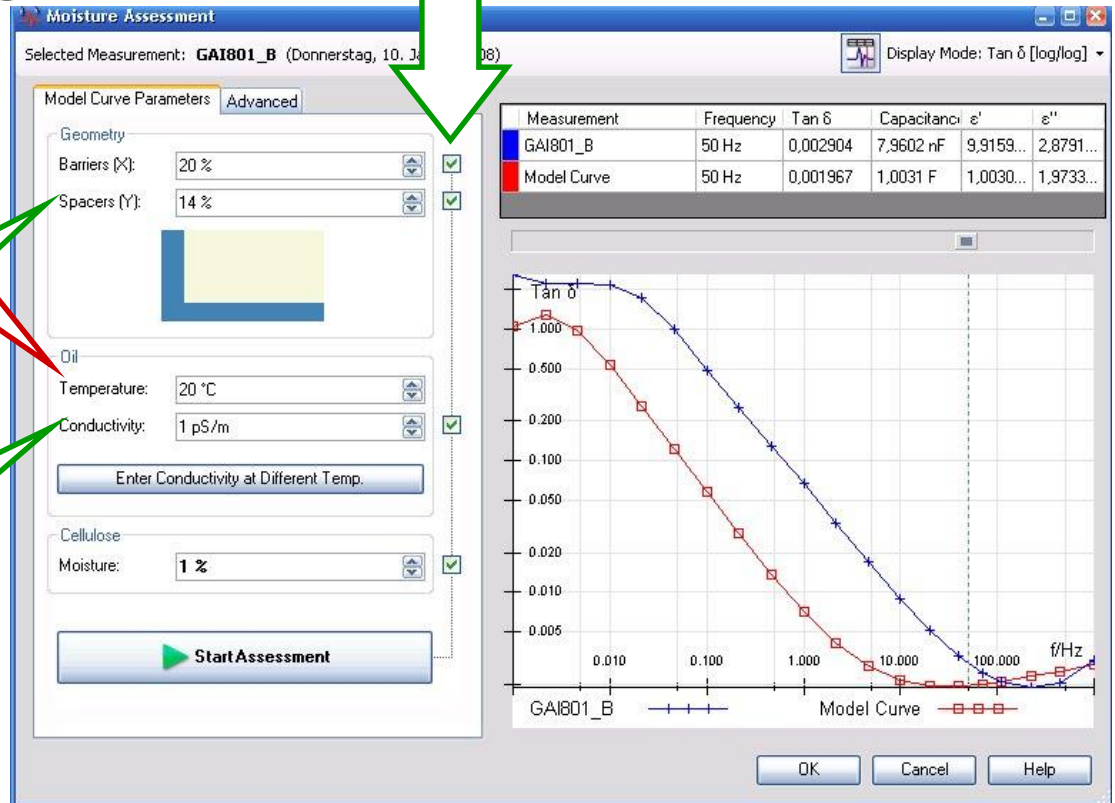 Moisture Assessment
Selected Measurement: GAI801_B (Donnerstag, 10. Ja 08)
Display Mode: Tan δ [log/log]
Model Curve Parameters Advanced
Geometry
Barriers (X): 20 %
Spacers (Y): 14 %
Oil
Temperature: 20 °C
Conductivity: 1 pS/m
Enter Conductivity at Different Temp.
Cellulose
Moisture: 1 %
Start Assessment
Measurement Frequency Tan δ Capacitanc ε' ε''
GAI801_B 50 Hz 0,002904 7,9602 nF 9,9159... 2,8791...
Model Curve 50 Hz 0,001967 1,0031 F 1,0030... 1,9733...
Tan δ
1.000
0.500
0.200
0.100
0.050
0.020
0.010
0.005
0.010 0.100 1.000 10.000 100.000 f/Hz
GAI801_B Model Curve
OK Cancel Help